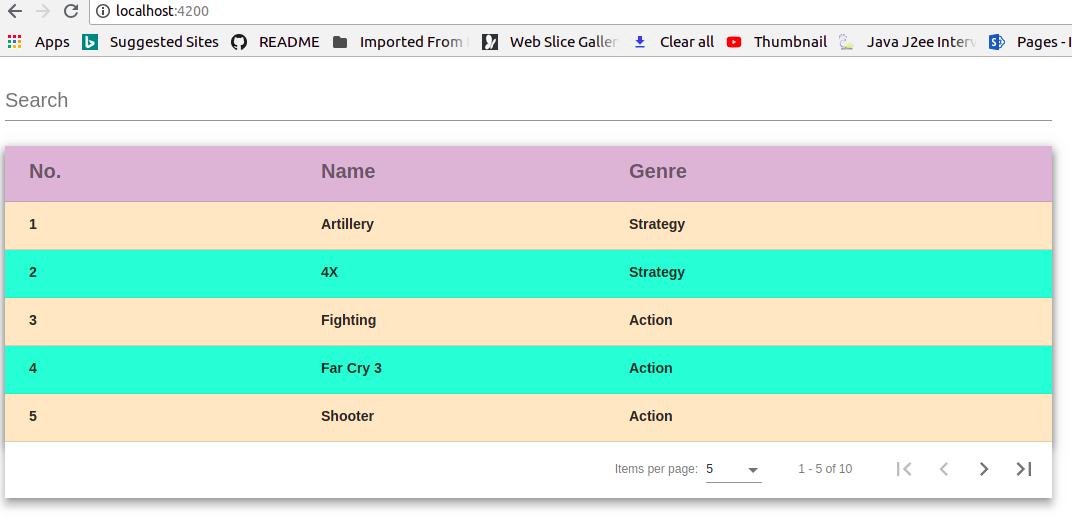 localhost:4200
Apps Suggested Sites README Imported From Web Slice Galler Clear all Thumbnail Java J2ee Interv Pages - I
Search
No. Name Genre
1 Artillery Strategy
2 4X Strategy
3 Fighting Action
4 Far Cry 3 Action
5 Shooter Action
Items per page: 5 1 - 5 of 10